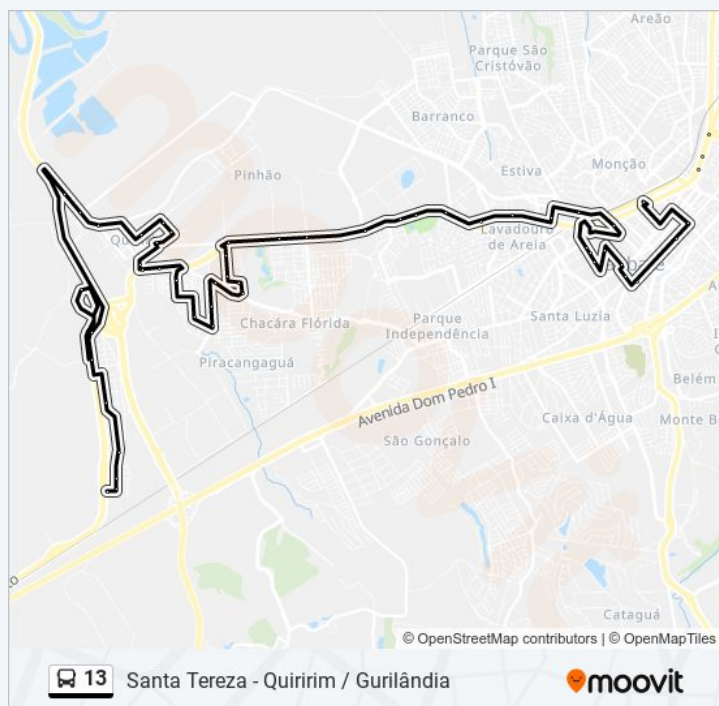 Areão
Parque São
Cristóvão
Barranco
Estiva
Monção
Pinhão
Lavadouro
de Areia
Chacára Flórida
Parque
Independência
Santa Luzia
Piracangaguá
Belém
Avenida Dom Pedro I
Caixa d'Água
Monte B
São Gonçalo
Cataguá
© OpenStreetMap contributors | © OpenMapTiles
13 Santa Tereza - Quiririm / Gurilândia moovit